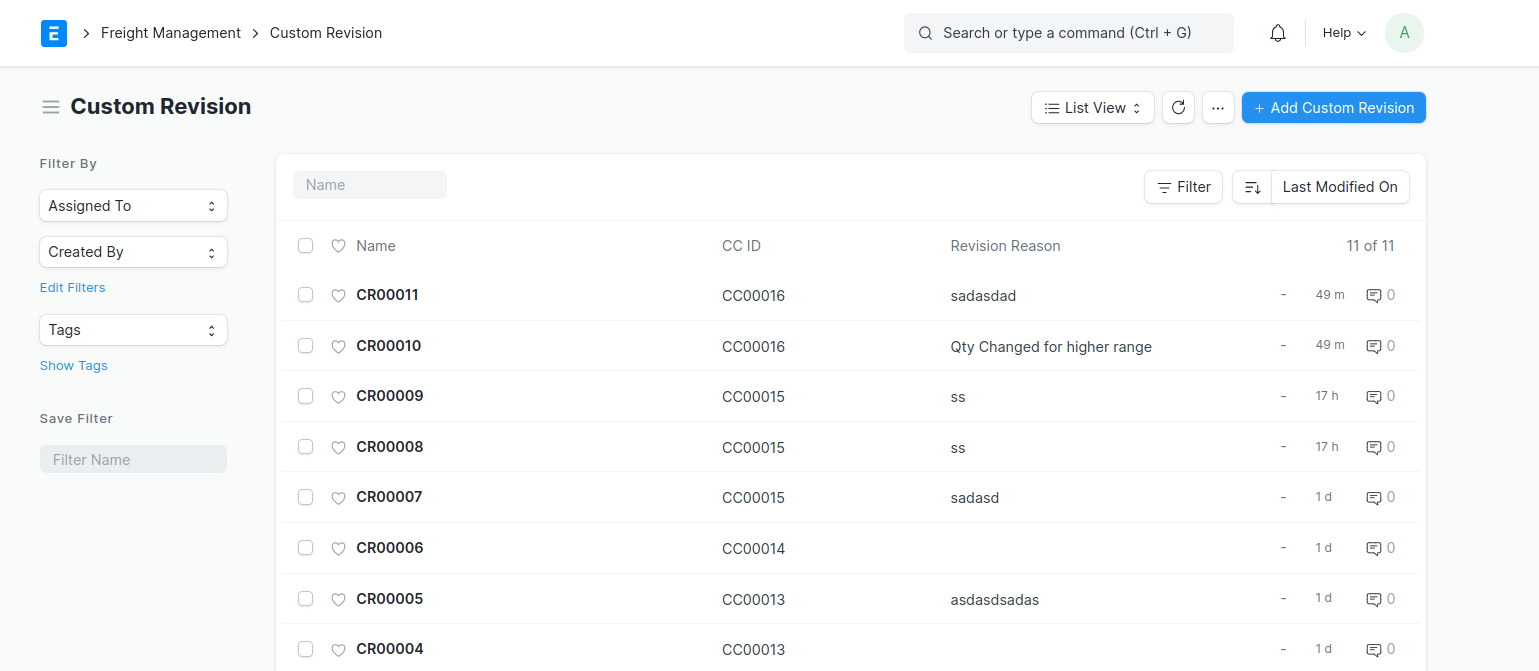 E Freight Management Custom Revision Search or type a command (Ctrl + G) Help A
Custom Revision List View ... + Add Custom Revision
Filter By
Assigned To
Created By
Edit Filters
Tags
Show Tags
Save Filter
Filter Name
Name Filter Last Modified On
Name CC ID Revision Reason 11 of 11
CR00011 CC00016 sadasdad - 49 m 0
CR00010 CC00016 Qty Changed for higher range - 49 m 0
CR00009 CC00015 ss - 17 h 0
CR00008 CC00015 ss - 17 h 0
CR00007 CC00015 sadasd - 1 d 0
CR00006 CC00014 - 1 d 0
CR00005 CC00013 asdasdsadas - 1 d 0
CR00004 CC00013 - 1 d 0